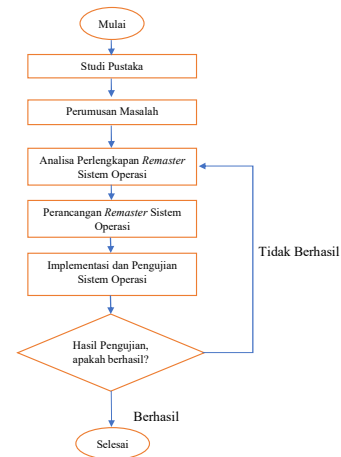 Mulai
Studi Pustaka
Perumusan Masalah
Analisa Perlengkapan Remaster
Sistem Operasi
Perancangan Remaster Sistem
Operasi
Implementasi dan Pengujian
Sistem Operasi
Tidak Berhasil
Hasil Pengujian,
apakah berhasil?
Berhasil
Selesai